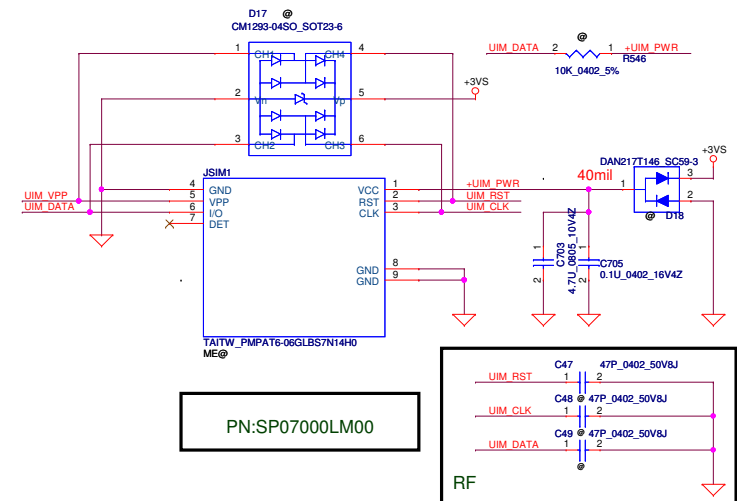 D17 @
CM1293-04SO_SOT23-6
1 CH1 CH4 4
2 Vn Vp 5
+3VS
3 CH2 CH3 6
@
UIM_DATA 2 1 +UIM_PWR
R546
10K_0402_5%
JSIM1
UIM_VPP
UIM_DATA
4 GND
5 VPP
6 I/O
7 DET
VCC 1 +UIM_PWR
RST 2 UIM_RST
CLK 3 UIM_CLK
GND 8
GND 9
TAITW_PMPAT6-06GLBS7N14H0
ME@
40mil
DAN217T146_SC59-3
+3VS
1
3
2
@ D18
1
2
C703
4.7U_0805_10V4Z
1
2
C705
0.1U_0402_16V4Z
PN:SP07000LM00
C47 47P_0402_50V8J
UIM_RST 1 2
C48 @ 47P_0402_50V8J
UIM_CLK 1 2
C49 @ 47P_0402_50V8J
UIM_DATA 1 2
@
RF